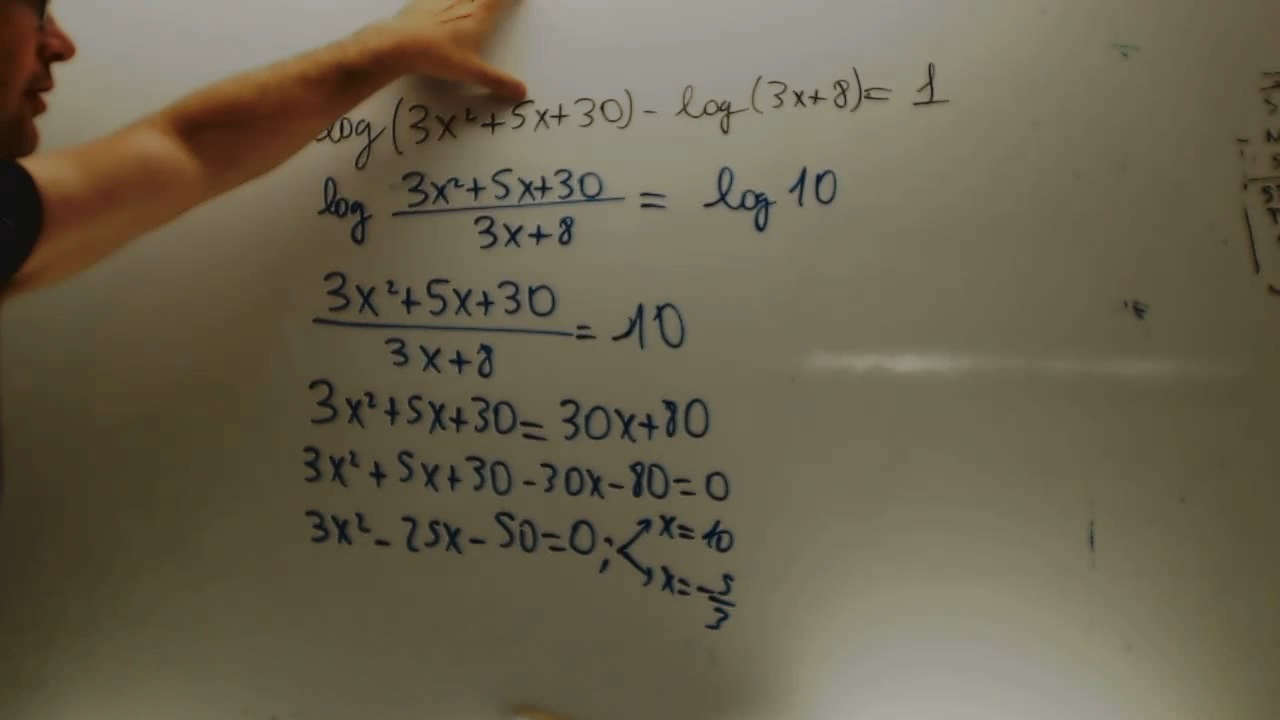 log(3x²+5x+30) - log(3x+8)= 1
log (3x²+5x+30)/(3x+8) = log 10
(3x²+5x+30)/(3x+8) = 10
3x²+5x+30=30x+80
3x²+5x+30-30x-80=0
3x²-25x-50=0; x=10
x=-5/3